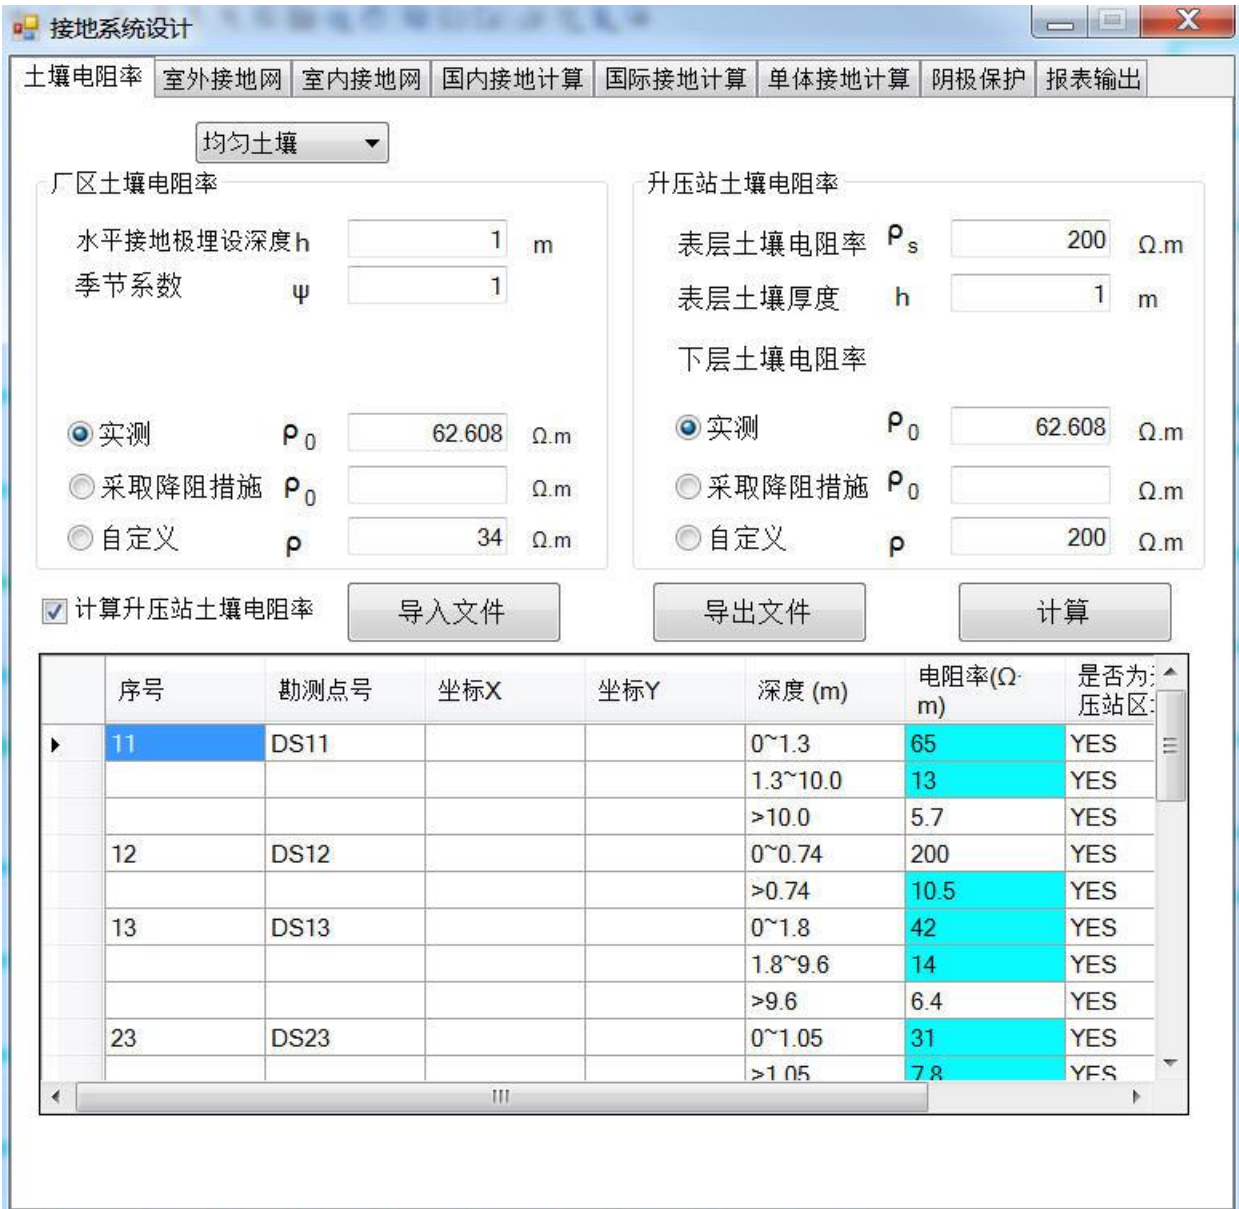 接地系统设计
土壤电阻率 室外接地网 室内接地网 国内接地计算 国际接地计算 单体接地计算 阴极保护 报表输出
均匀土壤
厂区土壤电阻率
水平接地极埋设深度h 1 m
季节系数 ψ 1
实测 ρ0 62.608 Ω.m
采取降阻措施 ρ0 Ω.m
自定义 ρ 34 Ω.m
升压站土壤电阻率
表层土壤电阻率 ρs 200 Ω.m
表层土壤厚度 h 1 m
下层土壤电阻率
实测 ρ0 62.608 Ω.m
采取降阻措施 ρ0 Ω.m
自定义 ρ 200 Ω.m
计算升压站土壤电阻率 导入文件 导出文件 计算
序号 勘测点号 坐标X 坐标Y 深度 (m) 电阻率(Ω·m) 是否为 压站区
11 DS11 0~1.3 65 YES
1.3~10.0 13 YES
>10.0 5.7 YES
12 DS12 0~0.74 200 YES
>0.74 10.5 YES
13 DS13 0~1.8 42 YES
1.8~9.6 14 YES
>9.6 6.4 YES
23 DS23 0~1.05 31 YES
>1.05 7.8 YES